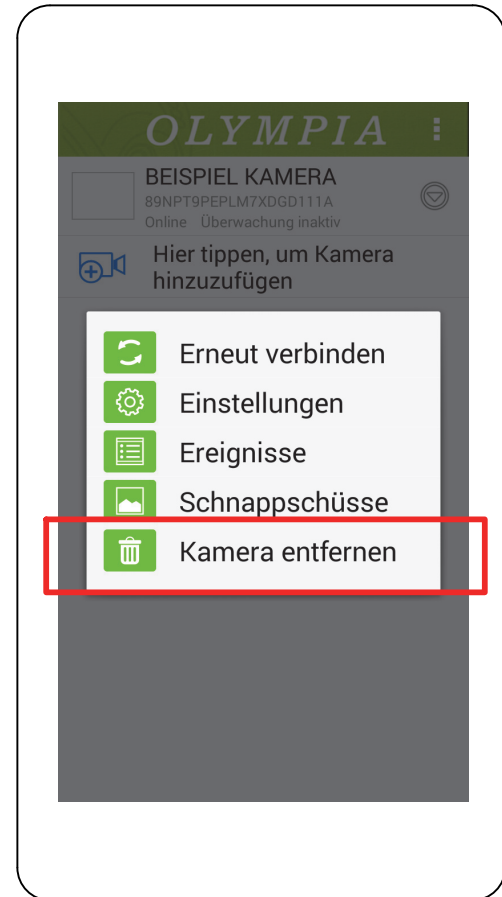 OLYMPIA
BEISPIEL KAMERA
89NPT9PEPLM7XDGD111A
Online Überwachung inaktiv
Hier tippen, um Kamera
hinzuzufügen
Erneut verbinden
Einstellungen
Ereignisse
Schnappschüsse
Kamera entfernen